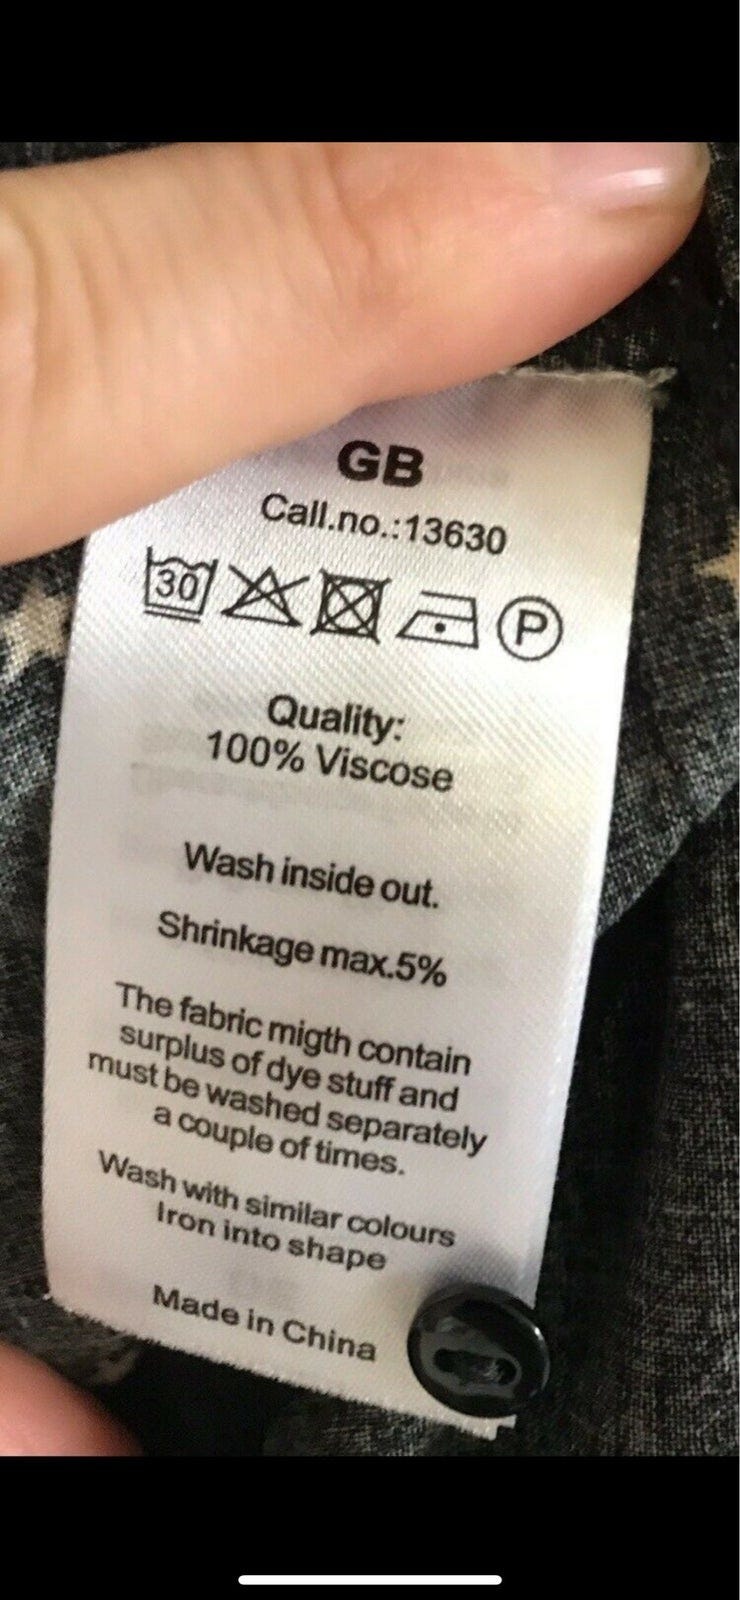 GB
Call.no.:13630
30 P
Quality:
100% Viscose
Wash inside out.
Shrinkage max.5%
The fabric migth contain
surplus of dye stuff and
must be washed separately
a couple of times.
Wash with similar colours
Iron into shape
Made in China